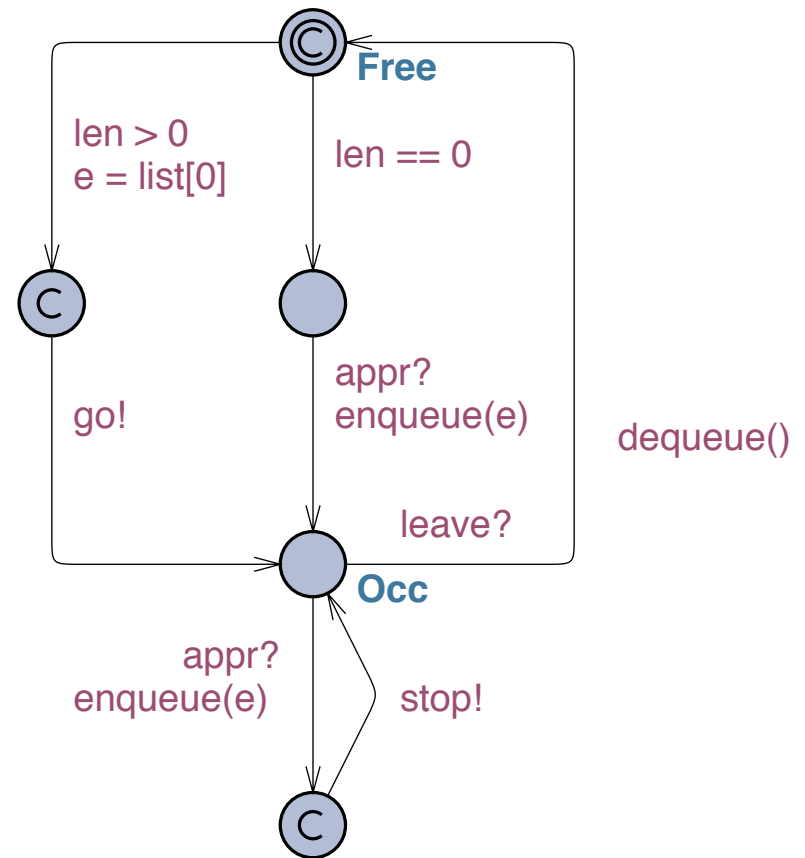 C
Free
len > 0
e = list[0]
len == 0
C
appr?
enqueue(e)
go!
dequeue()
leave?
Occ
appr?
enqueue(e)
stop!
C